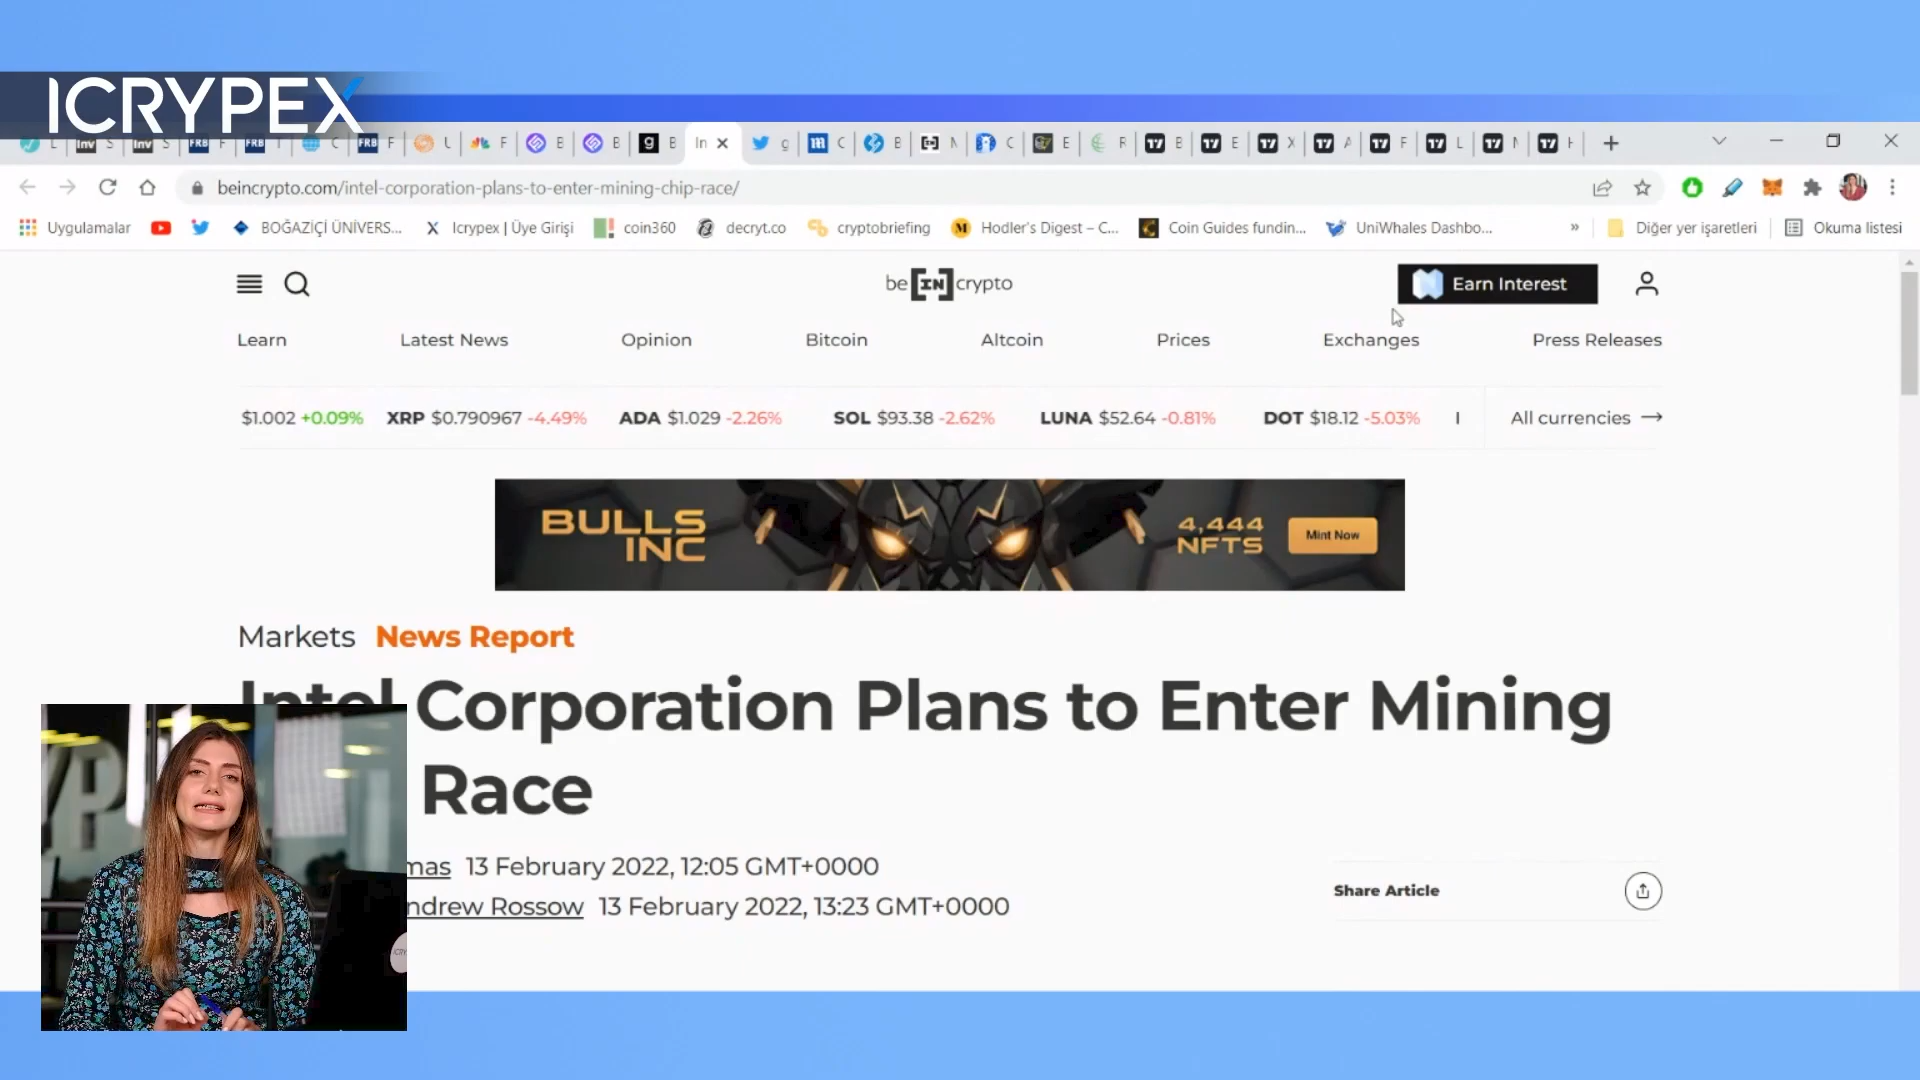 ICRYPEX
beincrypto.com/intel-corporation-plans-to-enter-mining-chip-race/
Uygulamalar BOĞAZİÇİ ÜNİVERS... Icrypex | Üye Girişi coin360 decryt.co cryptobriefing Hodler's Digest – C... Coin Guides fundin... UniWhales Dashbo... » Diğer yer işaretleri Okuma listesi
be[IN]crypto
Earn Interest
Learn Latest News Opinion Bitcoin Altcoin Prices Exchanges Press Releases
$1.002 +0.09% XRP $0.790967 -4.49% ADA $1.029 -2.26% SOL $93.38 -2.62% LUNA $52.64 -0.81% DOT $18.12 -5.03% All currencies →
BULLS INC
4,444 NFTS
Mint Now
Markets News Report
Intel Corporation Plans to Enter Mining
Race
mas 13 February 2022, 12:05 GMT+0000
ndrew Rossow 13 February 2022, 13:23 GMT+0000
Share Article